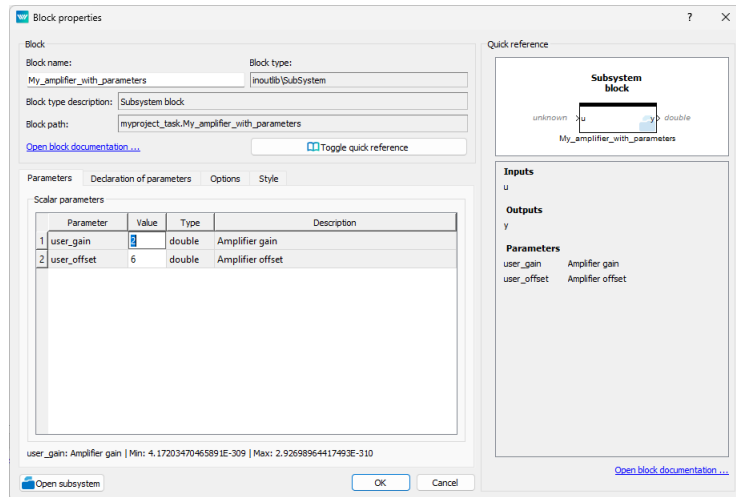 Block properties ? ×
Block
Block name: Block type:
My_amplifier_with_parameters inoutlib\SubSystem
Block type description: Subsystem block
Block path: myproject_task.My_amplifier_with_parameters
Open block documentation ... Toggle quick reference
Parameters Declaration of parameters Options Style
Scalar parameters
Parameter Value Type Description
1 user_gain 2 double Amplifier gain
2 user_offset 6 double Amplifier offset
user_gain: Amplifier gain | Min: 4.17203470465891E-309 | Max: 2.92698964417493E-310
Open subsystem OK Cancel
Quick reference
Subsystem
block
unknown u y double
My_amplifier_with_parameters
Inputs
u
Outputs
y
Parameters
user_gain Amplifier gain
user_offset Amplifier offset
Open block documentation ...